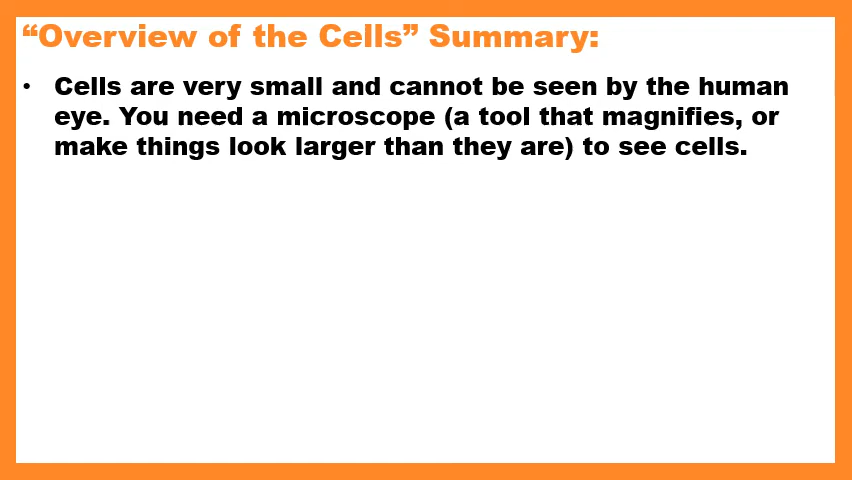 “Overview of the Cells” Summary:
• Cells are very small and cannot be seen by the human
eye. You need a microscope (a tool that magnifies, or
make things look larger than they are) to see cells.